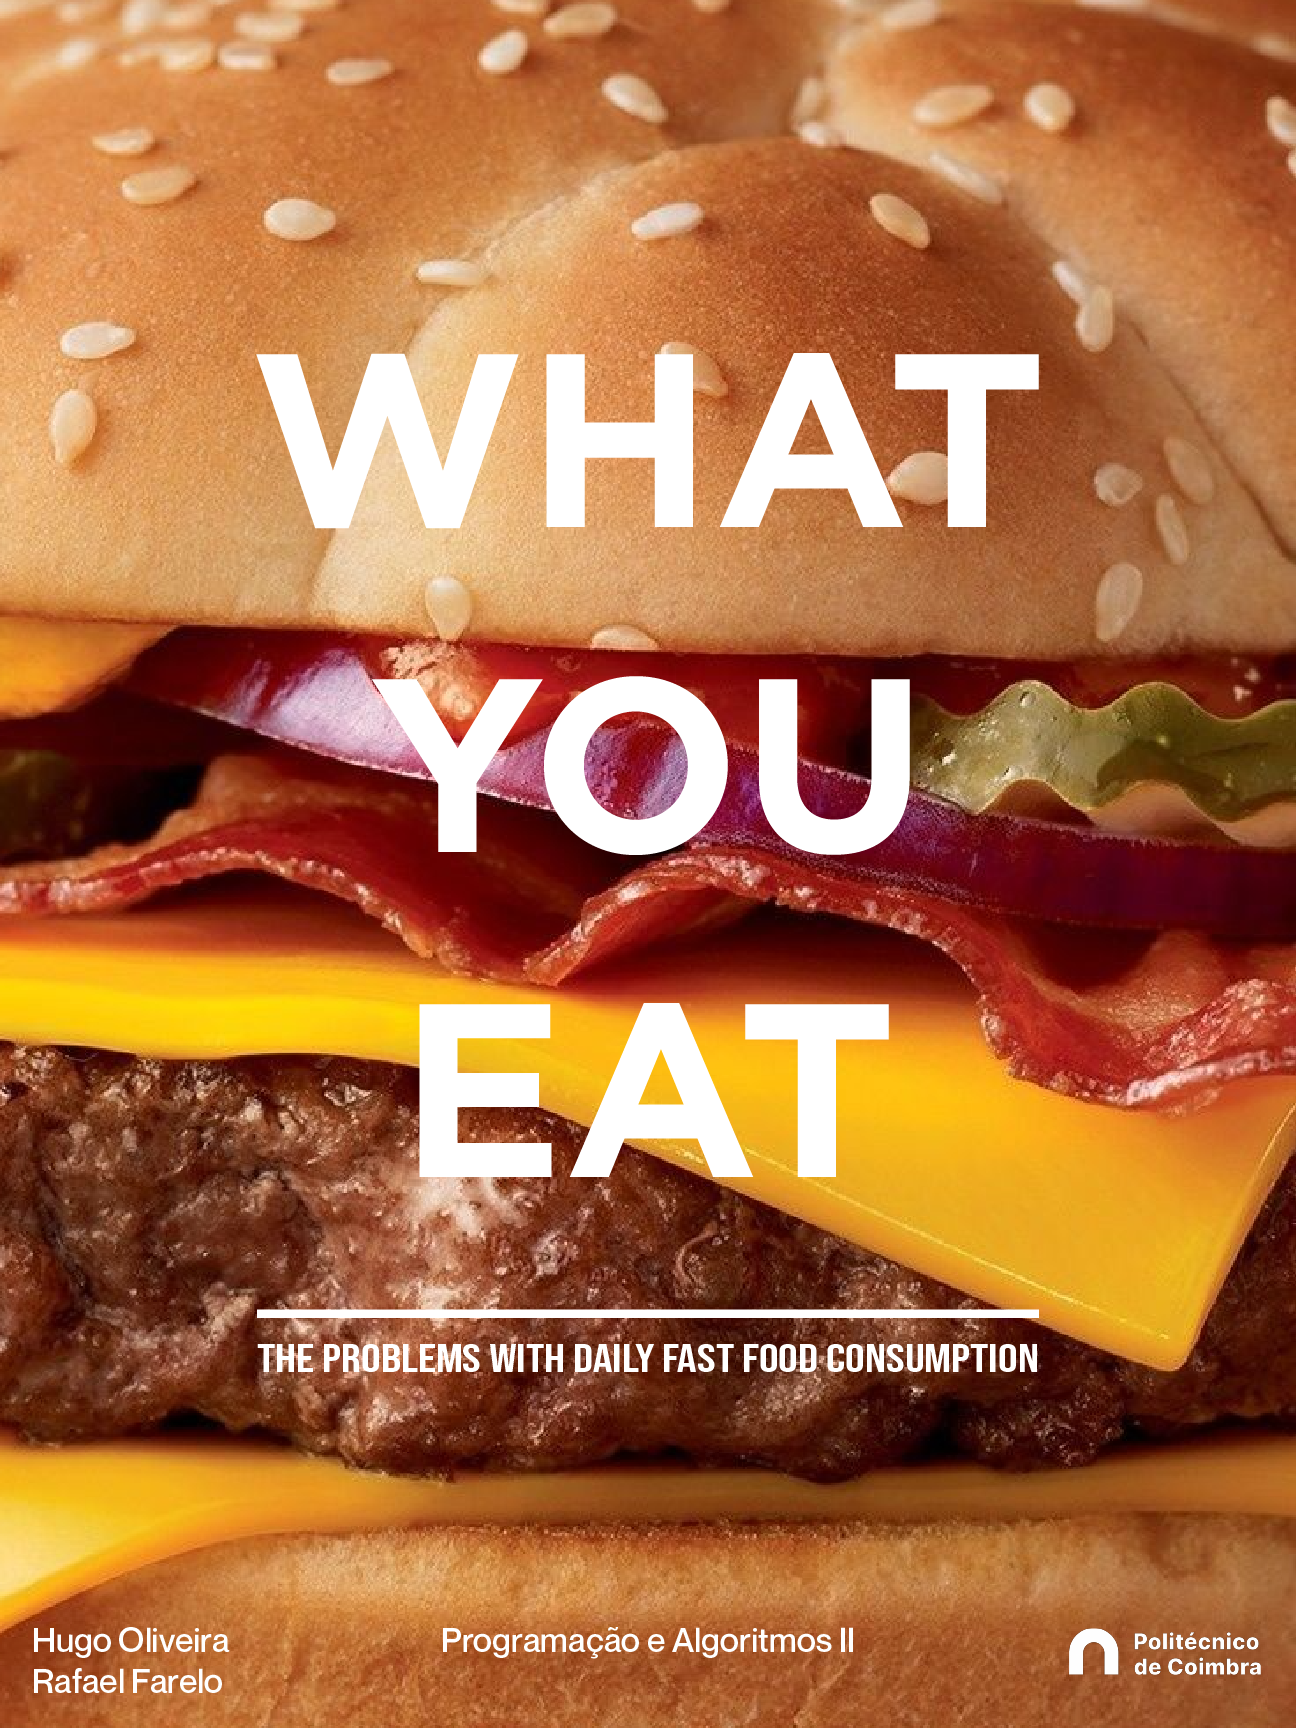 WHAT
YOU
EAT
THE PROBLEMS WITH DAILY FAST FOOD CONSUMPTION
Hugo Oliveira
Rafael Farelo
Programação e Algoritmos II
Politécnico
de Coimbra